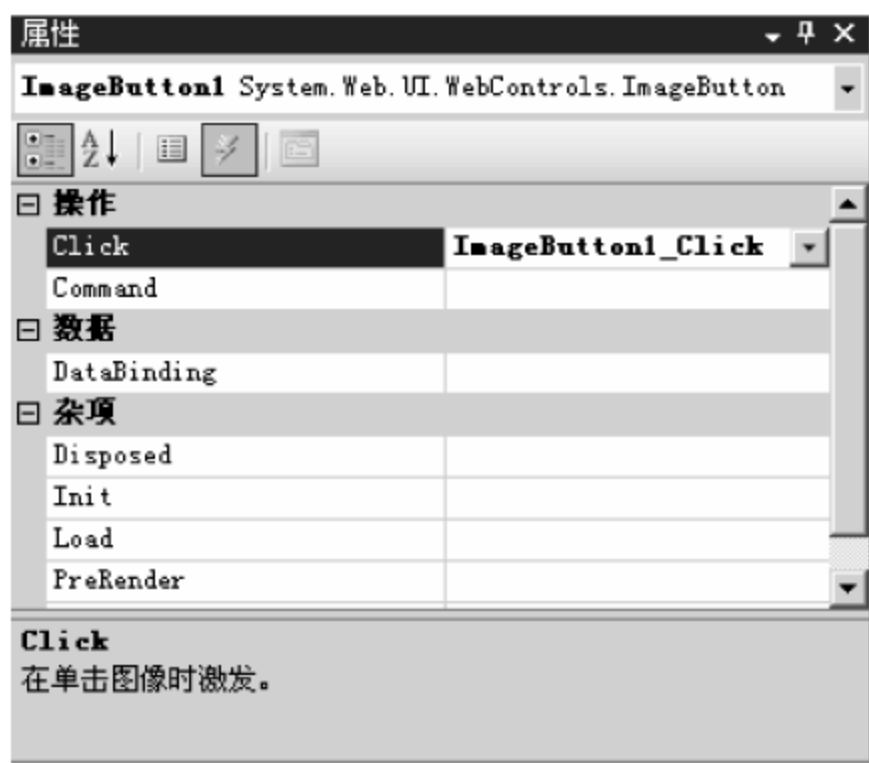 属性
ImageButton1 System.Web.UI.WebControls.ImageButton
操作
Click ImageButton1_Click
Command
数据
DataBinding
杂项
Disposed
Init
Load
PreRender
Click
在单击图像时激发。